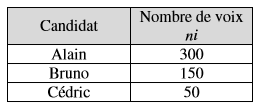 Candidat Nombre de voix
ni
Alain 300
Bruno 150
Cédric 50